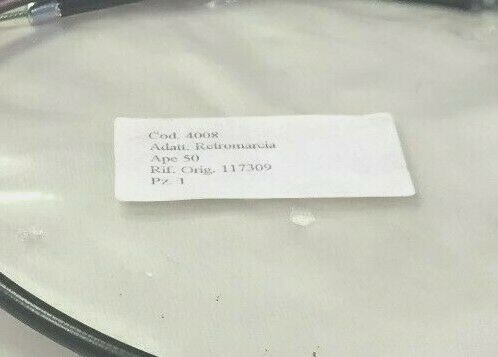 Cod. 4008
Adatt. Retromarcia
Ape 50
Rif. Orig. 117309
Pz. 1